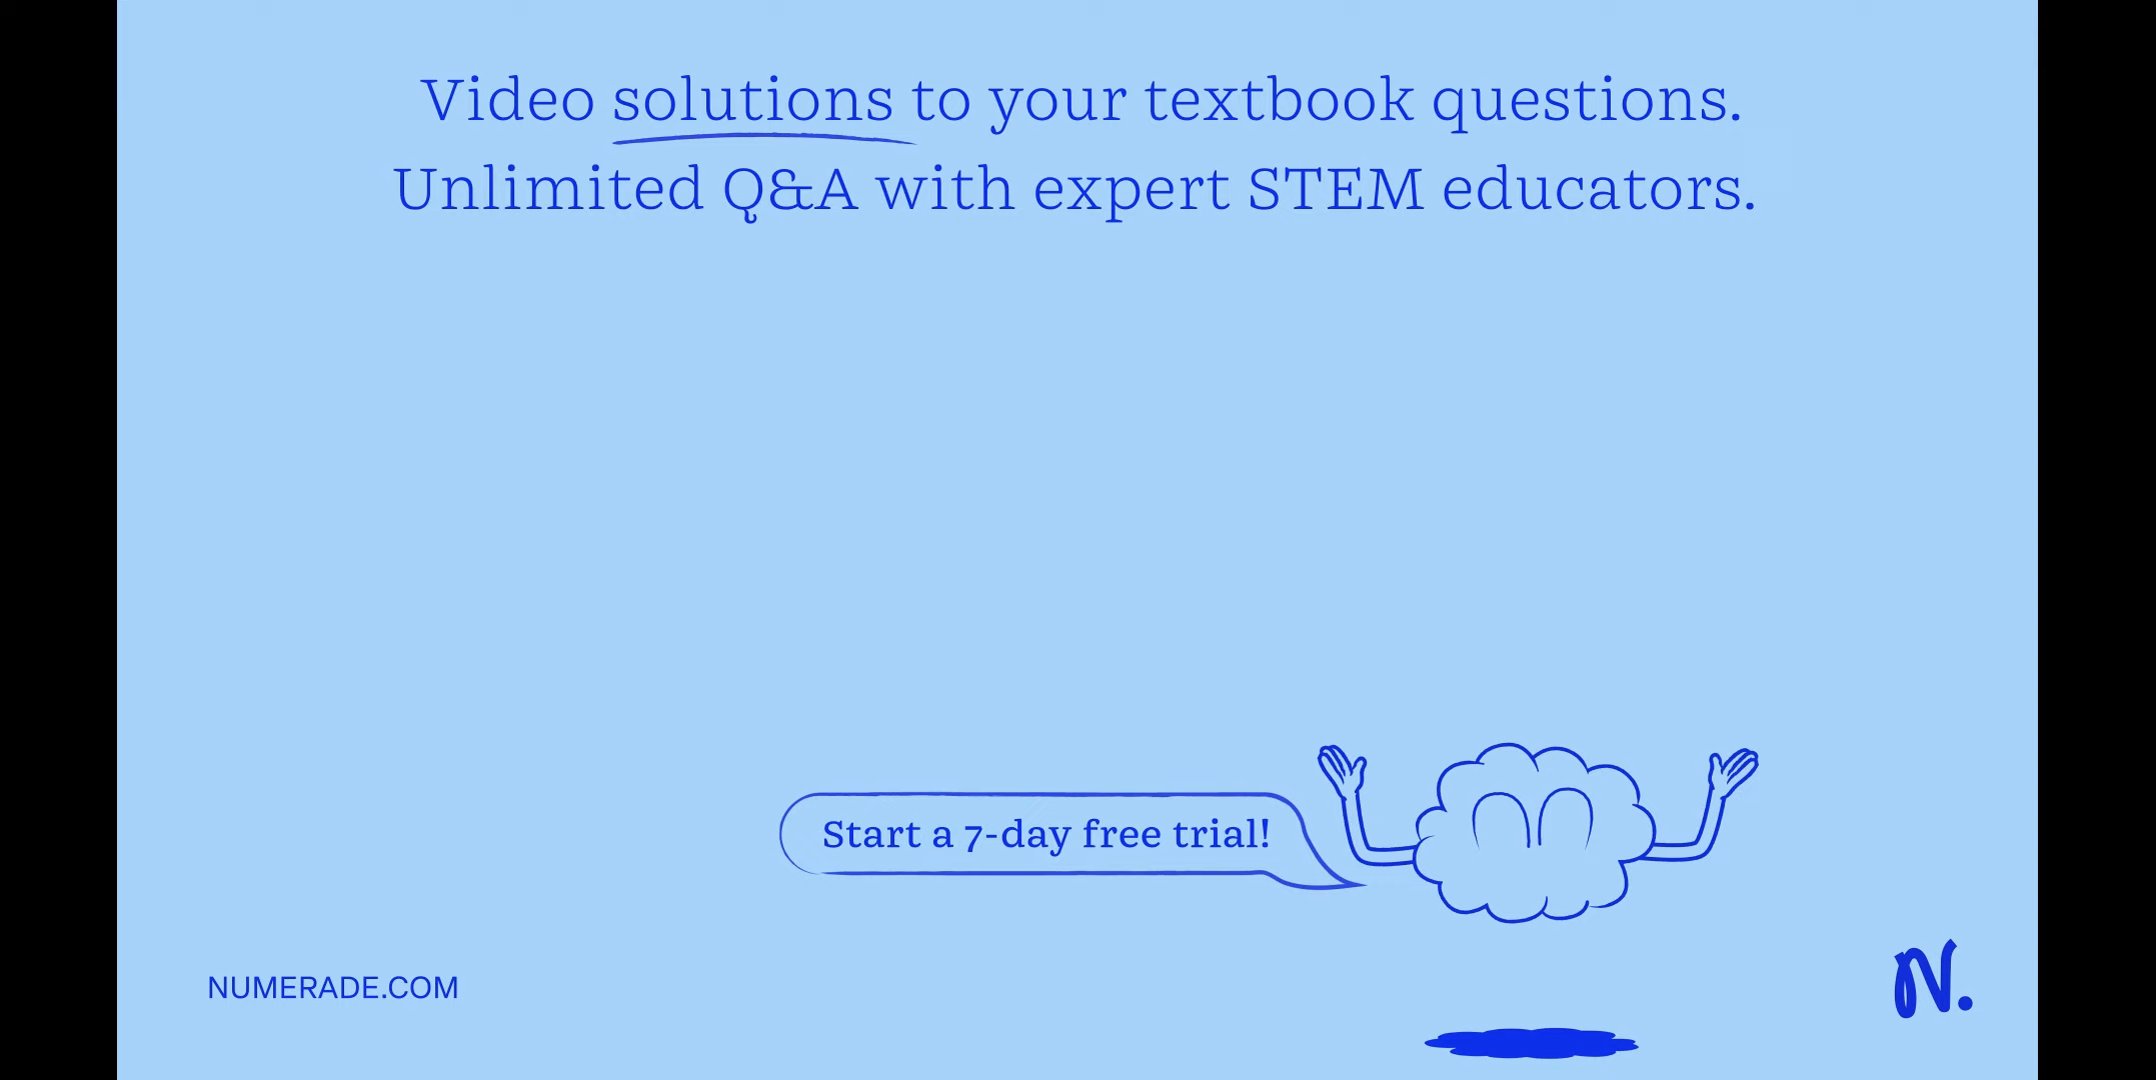 Video solutions to your textbook questions.
Unlimited Q&A with expert STEM educators.
Start a 7-day free trial!
NUMERADE.COM
N.